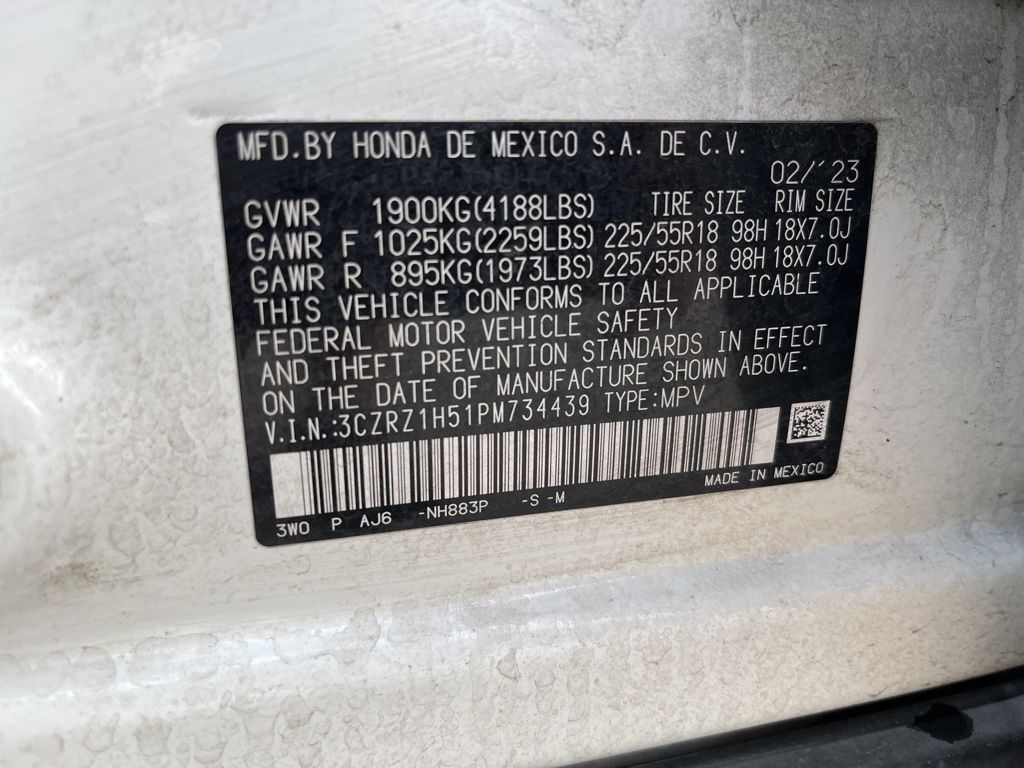 MFD.BY HONDA DE MEXICO S.A. DE C.V.
02/'23
GVWR 1900KG(4188LBS) TIRE SIZE RIM SIZE
GAWR F 1025KG(2259LBS) 225/55R18 98H 18X7.0J
GAWR R 895KG(1973LBS) 225/55R18 98H 18X7.0J
THIS VEHICLE CONFORMS TO ALL APPLICABLE
FEDERAL MOTOR VEHICLE SAFETY
AND THEFT PREVENTION STANDARDS IN EFFECT
ON THE DATE OF MANUFACTURE SHOWN ABOVE.
V.I.N.:3CZRZ1H51PM734439 TYPE:MPV
3W0 P AJ6 -NH883P -S -M MADE IN MEXICO